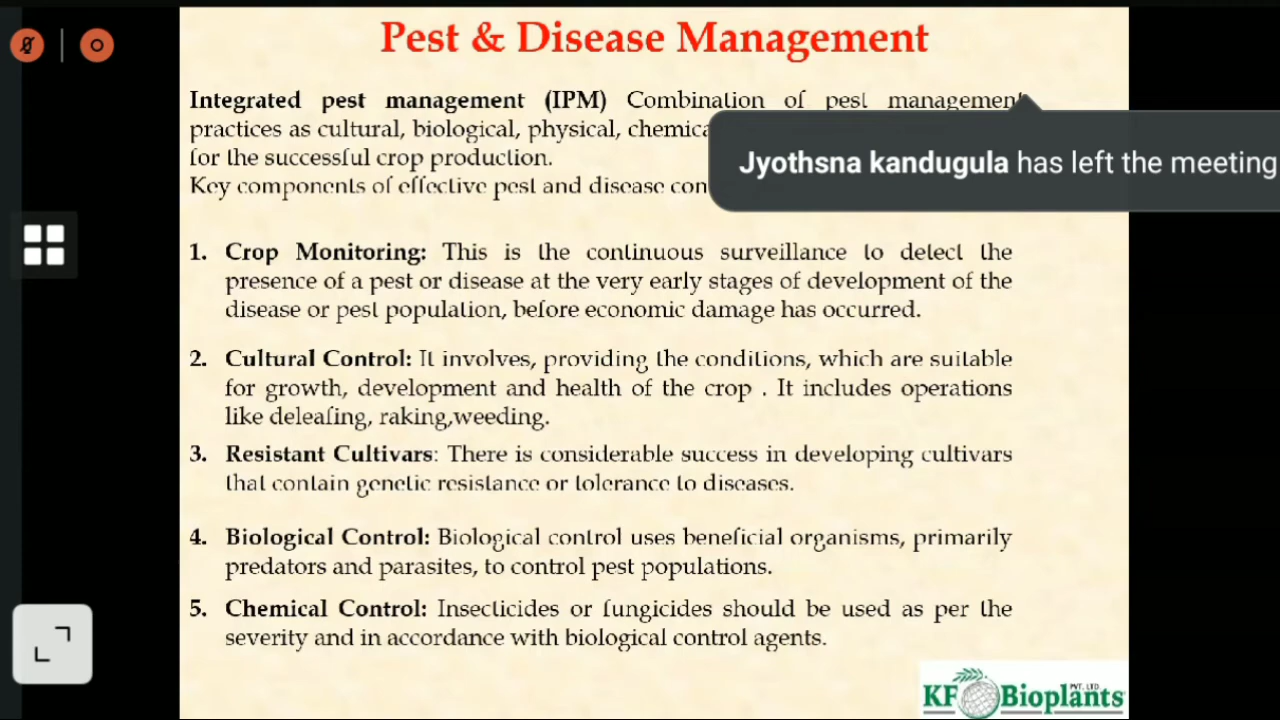 Pest & Disease Management
Integrated pest management (IPM) Combination of pest management
practices as cultural, biological, physical, chemica
for the successful crop production.
Key components of effective pest and disease con
Jyothsna kandugula has left the meeting
1. Crop Monitoring: This is the continuous surveillance to detect the
presence of a pest or disease at the very early stages of development of the
disease or pest population, before economic damage has occurred.
2. Cultural Control: It involves, providing the conditions, which are suitable
for growth, development and health of the crop . It includes operations
like deleafing, raking,weeding.
3. Resistant Cultivars: There is considerable success in developing cultivars
that contain genetic resistance or tolerance to diseases.
4. Biological Control: Biological control uses beneficial organisms, primarily
predators and parasites, to control pest populations.
5. Chemical Control: Insecticides or fungicides should be used as per the
severity and in accordance with biological control agents.
KF Bioplants PVT. LTD